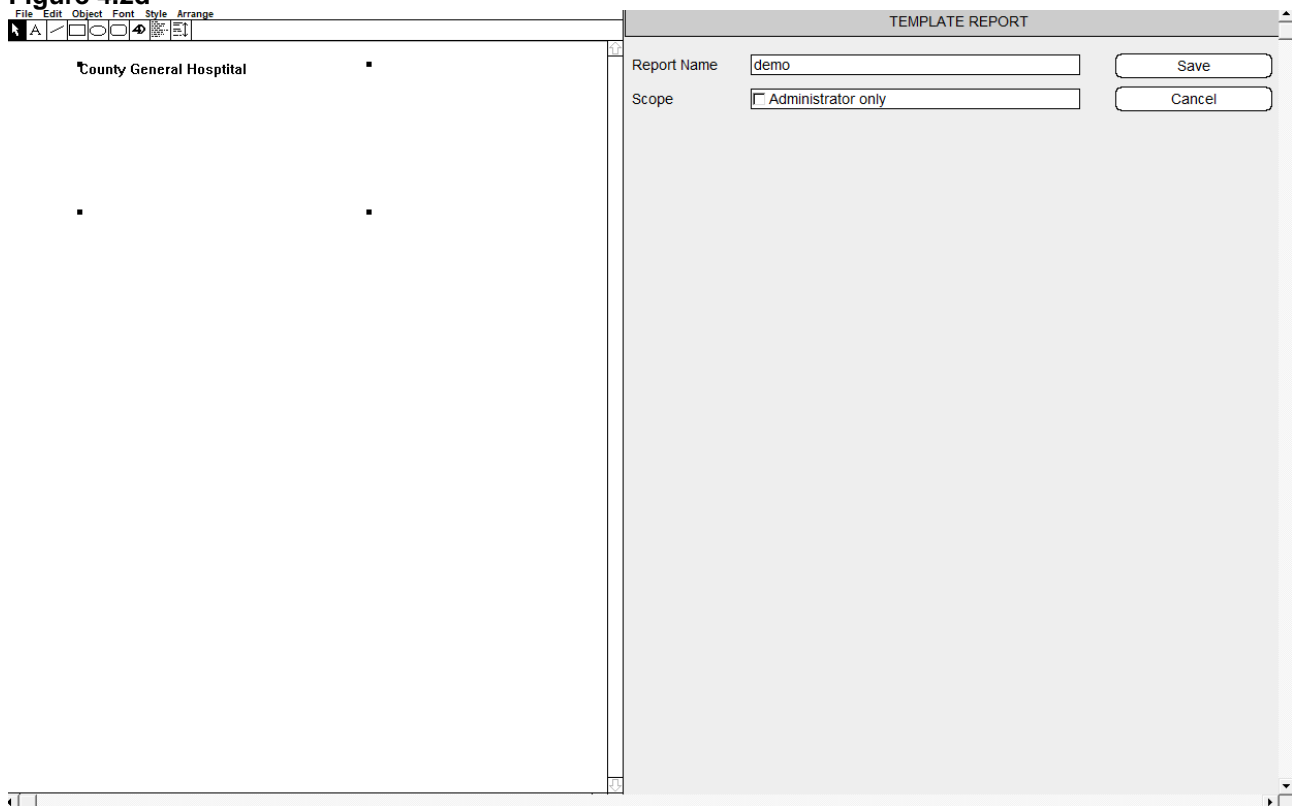 Figure 4.2d
File Edit Object Font Style Arrange
A
TEMPLATE REPORT
County General Hosptital
Report Name demo Save
Scope Administrator only Cancel